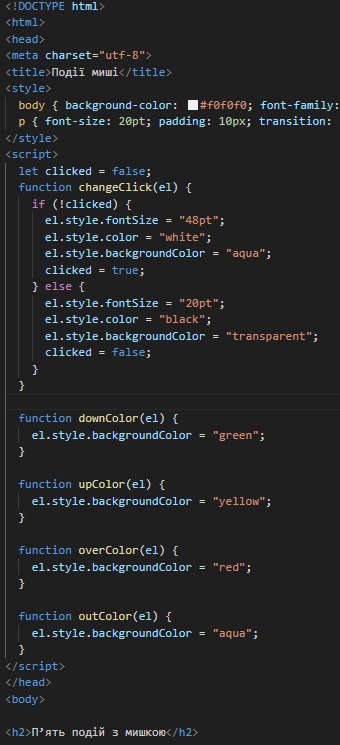 <!DOCTYPE html>
<html>
<head>
<meta charset="utf-8">
<title>Події миші</title>
<style>
  body { background-color: #f0f0f0; font-family:
  p { font-size: 20pt; padding: 10px; transition:
</style>
<script>
  let clicked = false;
  function changeClick(el) {
    if (!clicked) {
      el.style.fontSize = "48pt";
      el.style.color = "white";
      el.style.backgroundColor = "aqua";
      clicked = true;
    } else {
      el.style.fontSize = "20pt";
      el.style.color = "black";
      el.style.backgroundColor = "transparent";
      clicked = false;
    }
  }

  function downColor(el) {
    el.style.backgroundColor = "green";
  }

  function upColor(el) {
    el.style.backgroundColor = "yellow";
  }

  function overColor(el) {
    el.style.backgroundColor = "red";
  }

  function outColor(el) {
    el.style.backgroundColor = "aqua";
  }
</script>
</head>
<body>

<h2>П’ять подій з мишкою</h2>